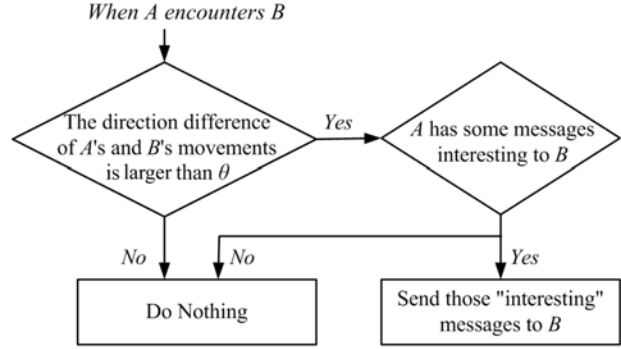 When A encounters B
The direction difference
of A's and B's movements
is larger than θ
Yes
A has some messages
interesting to B
No
No
Yes
Do Nothing
Send those "interesting"
messages to B